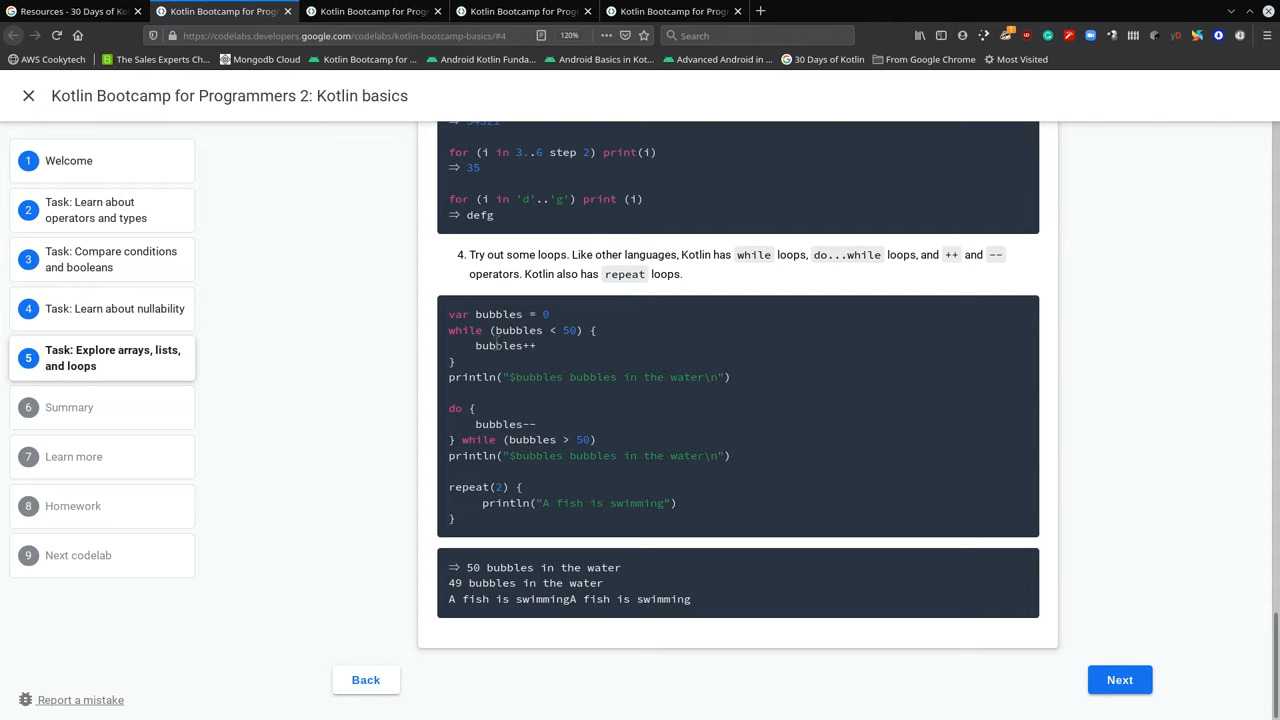 Resources - 30 Days of Kot
Kotlin Bootcamp for Progr
Kotlin Bootcamp for Progr
Kotlin Bootcamp for Progr
Kotlin Bootcamp for Progr
https://codelabs.developers.google.com/codelabs/kotlin-bootcamp-basics/#4
120%
Search
AWS Cookytech
The Sales Experts Ch...
Mongodb Cloud
Kotlin Bootcamp for ...
Android Kotlin Funda...
Android Basics in Kot...
Advanced Android in ...
30 Days of Kotlin
From Google Chrome
Most Visited
Kotlin Bootcamp for Programmers 2: Kotlin basics
1 Welcome
2 Task: Learn about
operators and types
3 Task: Compare conditions
and booleans
4 Task: Learn about nullability
5 Task: Explore arrays, lists,
and loops
6 Summary
7 Learn more
8 Homework
9 Next codelab
Report a mistake
⇒ 54321
for (i in 3..6 step 2) print(i)
⇒ 35
for (i in 'd'..'g') print (i)
⇒ defg
4. Try out some loops. Like other languages, Kotlin has while loops, do...while loops, and ++ and --
operators. Kotlin also has repeat loops.
var bubbles = 0
while (bubbles < 50) {
bubbles++
}
println("$bubbles bubbles in the water\n")
do {
bubbles--
} while (bubbles > 50)
println("$bubbles bubbles in the water\n")
repeat(2) {
println("A fish is swimming")
}
⇒ 50 bubbles in the water
49 bubbles in the water
A fish is swimmingA fish is swimming
Back
Next